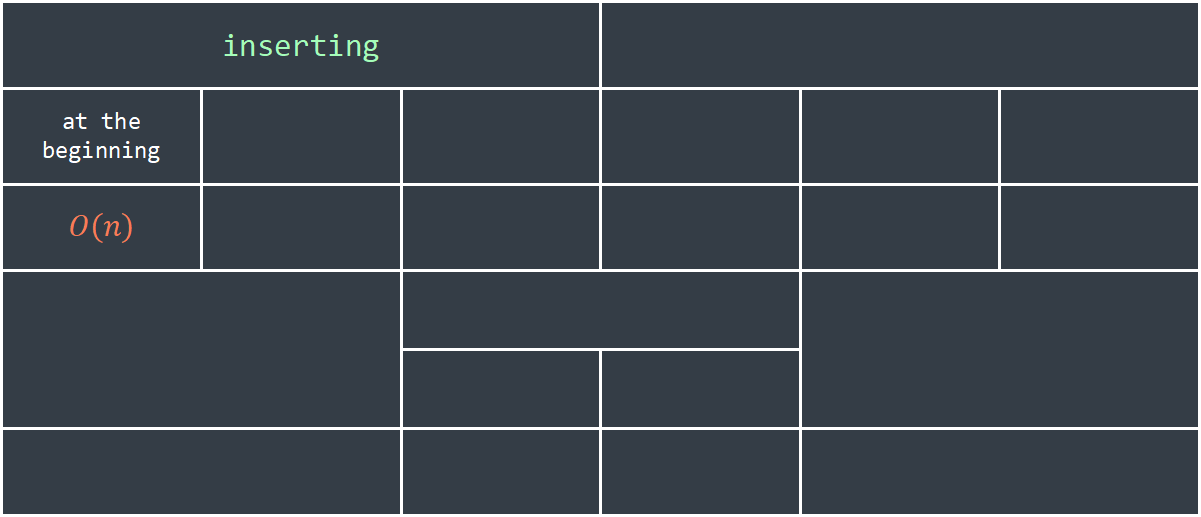 inserting
at the
beginning
O(n)